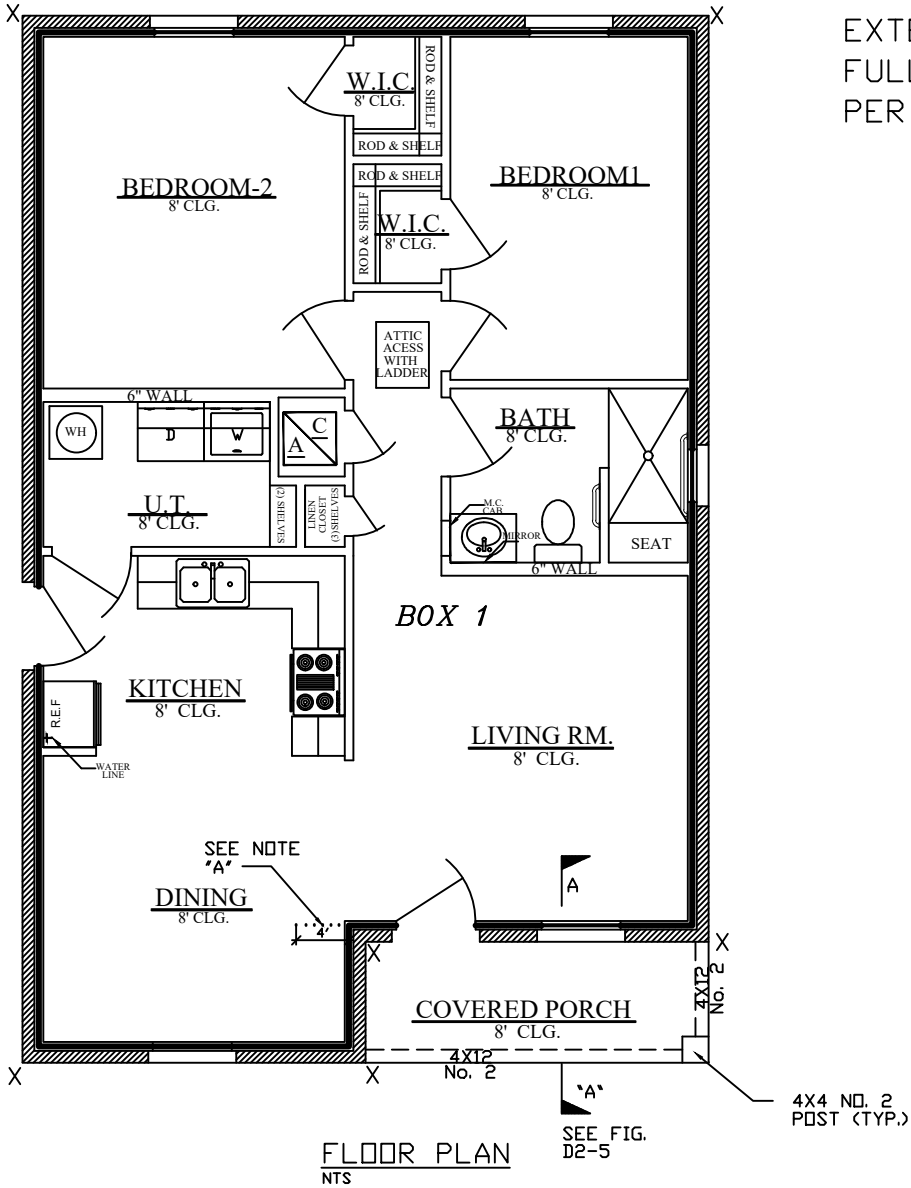 X
X
EXTE
FULL
PER
W.I.C.
8' CLG.
ROD & SHELF
ROD & SHELF
BEDROOM-2
8' CLG.
ROD & SHELF
ROD & SHELF
W.I.C.
8' CLG.
BEDROOM1
8' CLG.
ATTIC
ACESS
WITH
LADDER
6" WALL
WH
D
W
A
C
BATH
8' CLG.
U.T.
8' CLG.
(2) SHELVES
LINEN
CLOSET
(3)SHELVES
M.C.
CAB
MIRROR
SEAT
6" WALL
BOX 1
KITCHEN
8' CLG.
R.E.F
WATER
LINE
LIVING RM.
8' CLG.
SEE NOTE
"A"
DINING
8' CLG.
4'
A
X
X
COVERED PORCH
8' CLG.
4X12
No. 2
4X12
No. 2
X
X
"A"
SEE FIG.
D2-5
4X4 NO. 2
POST (TYP.)
FLOOR PLAN
NTS